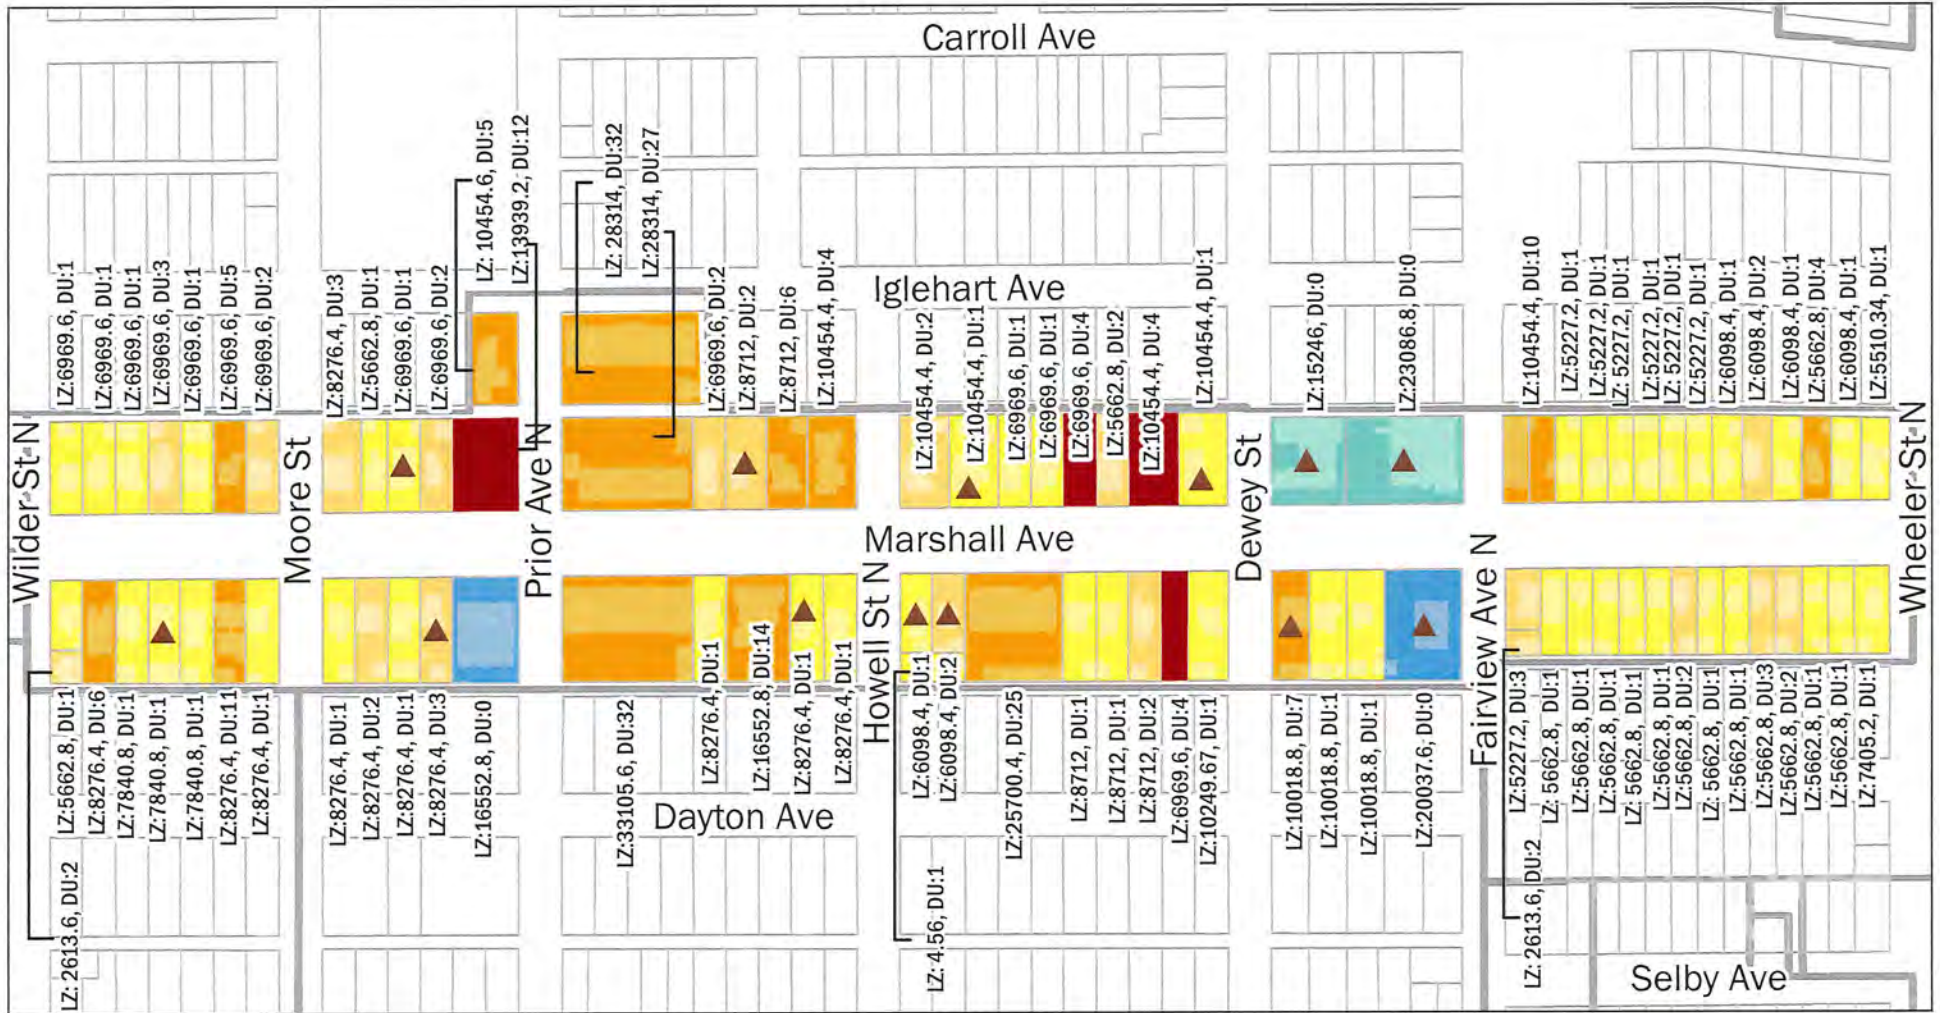 Carroll Ave
LZ: 10454.6, DU:5
LZ:13939.2, DU:12
LZ: 28314, DU:32
LZ:28314, DU:27
Iglehart Ave
LZ:6969.6, DU:1
LZ:6969.6, DU:1
LZ:6969.6, DU:1
LZ:6969.6, DU:3
LZ:6969.6, DU:1
LZ:6969.6, DU:5
LZ:6969.6, DU:2
LZ:8276.4, DU:3
LZ:5662.8, DU:1
LZ:6969.6, DU:1
LZ:6969.6, DU:2
LZ:6969.6, DU:2
LZ:8712, DU:2
LZ:8712, DU:6
LZ:10454.4, DU:4
LZ:10454.4, DU:2
LZ:10454.4, DU:1
LZ:6969.6, DU:1
LZ:6969.6, DU:1
LZ:6969.6, DU:4
LZ:5662.8, DU:2
LZ:10454.4, DU:4
LZ:10454.4, DU:1
LZ:15246, DU:0
LZ:23086.8, DU:0
LZ:10454.4, DU:10
LZ:5227.2, DU:1
LZ:5227.2, DU:1
LZ: 5227.2, DU:1
LZ:5227.2, DU:1
LZ:5227.2, DU:1
LZ:5227.2, DU:1
LZ:6098.4, DU:1
LZ:6098.4, DU:2
LZ:6098.4, DU:1
LZ:5662.8, DU:4
LZ:6098.4, DU:1
LZ:5510.34, DU:1
Wilder St N
Moore St
Prior Ave N
Marshall Ave
Howell St N
Dewey St
Fairview Ave N
Wheeler St N
LZ:5662.8, DU:1
LZ:8276.4, DU:6
LZ:7840.8, DU:1
LZ:7840.8, DU:1
LZ:7840.8, DU:1
LZ:8276.4, DU:11
LZ:8276.4, DU:1
LZ:8276.4, DU:1
LZ:8276.4, DU:2
LZ:8276.4, DU:1
LZ:8276.4, DU:3
LZ:16552.8, DU:0
LZ:33105.6, DU:32
LZ:8276.4, DU:1
LZ:16552.8, DU:14
LZ:8276.4, DU:1
LZ:8276.4, DU:1
LZ:6098.4, DU:1
LZ:6098.4, DU:2
LZ:25700.4, DU:25
LZ:8712, DU:1
LZ:8712, DU:1
LZ:8712, DU:2
LZ:6969.6, DU:4
LZ:10249.67, DU:1
LZ:10018.8, DU:7
LZ:10018.8, DU:1
LZ:10018.8, DU:1
LZ:20037.6, DU:0
LZ:5227.2, DU:3
LZ: 5662.8, DU:1
LZ:5662.8, DU:1
LZ:5662.8, DU:1
LZ:5662.8, DU:1
LZ:5662.8, DU:1
LZ:5662.8, DU:2
LZ: 5662.8, DU:1
LZ:5662.8, DU:1
LZ:5662.8, DU:3
LZ:5662.8, DU:2
LZ:5662.8, DU:1
LZ:5662.8, DU:1
LZ:7405.2, DU:1
Dayton Ave
LZ: 2613.6, DU:2
LZ: 4.56, DU:1
LZ: 2613.6, DU:2
Selby Ave